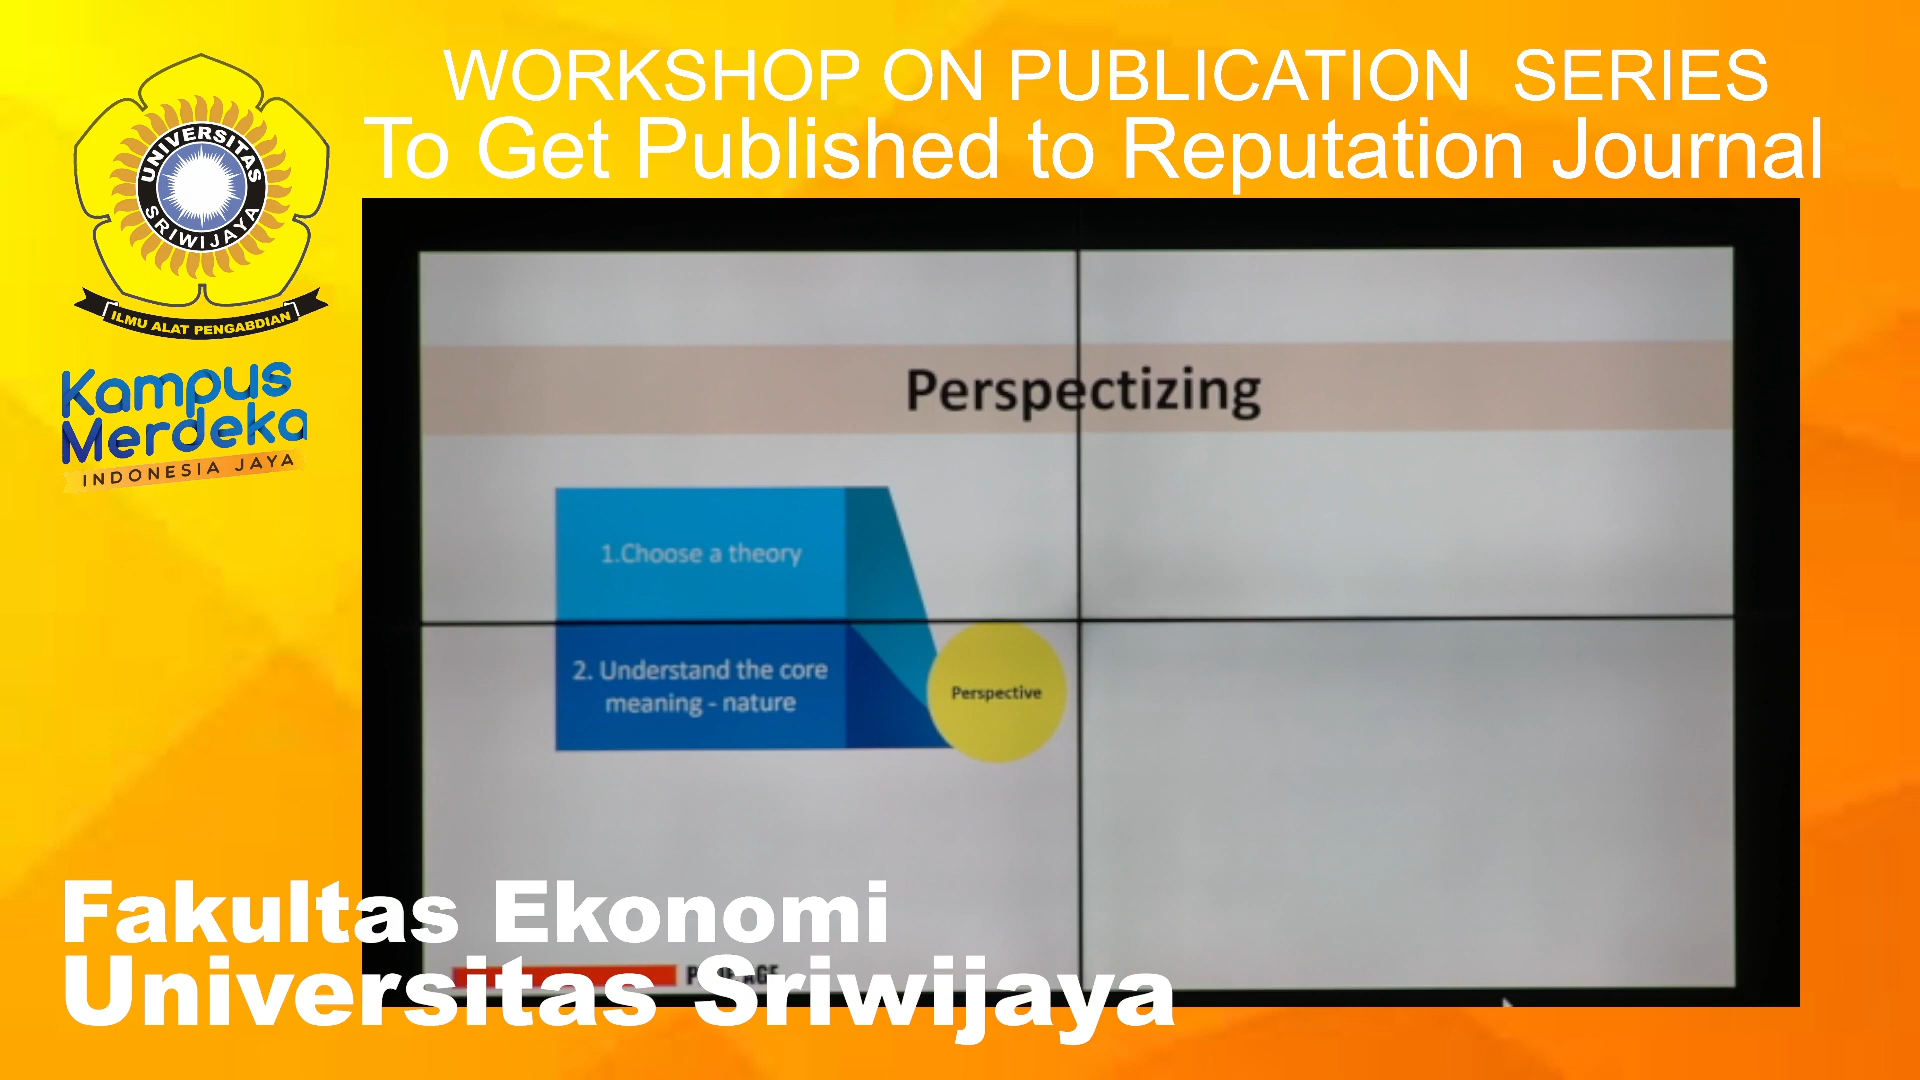 WORKSHOP ON PUBLICATION SERIES
To Get Published to Reputation Journal
UNIVERSITAS
SRIWIJAYA
ILMU ALAT PENGABDIAN
Kampus
Merdeka
INDONESIA JAYA
Perspectizing
1.Choose a theory
2. Understand the core
meaning - nature
Perspective
Fakultas Ekonomi
Universitas Sriwijaya